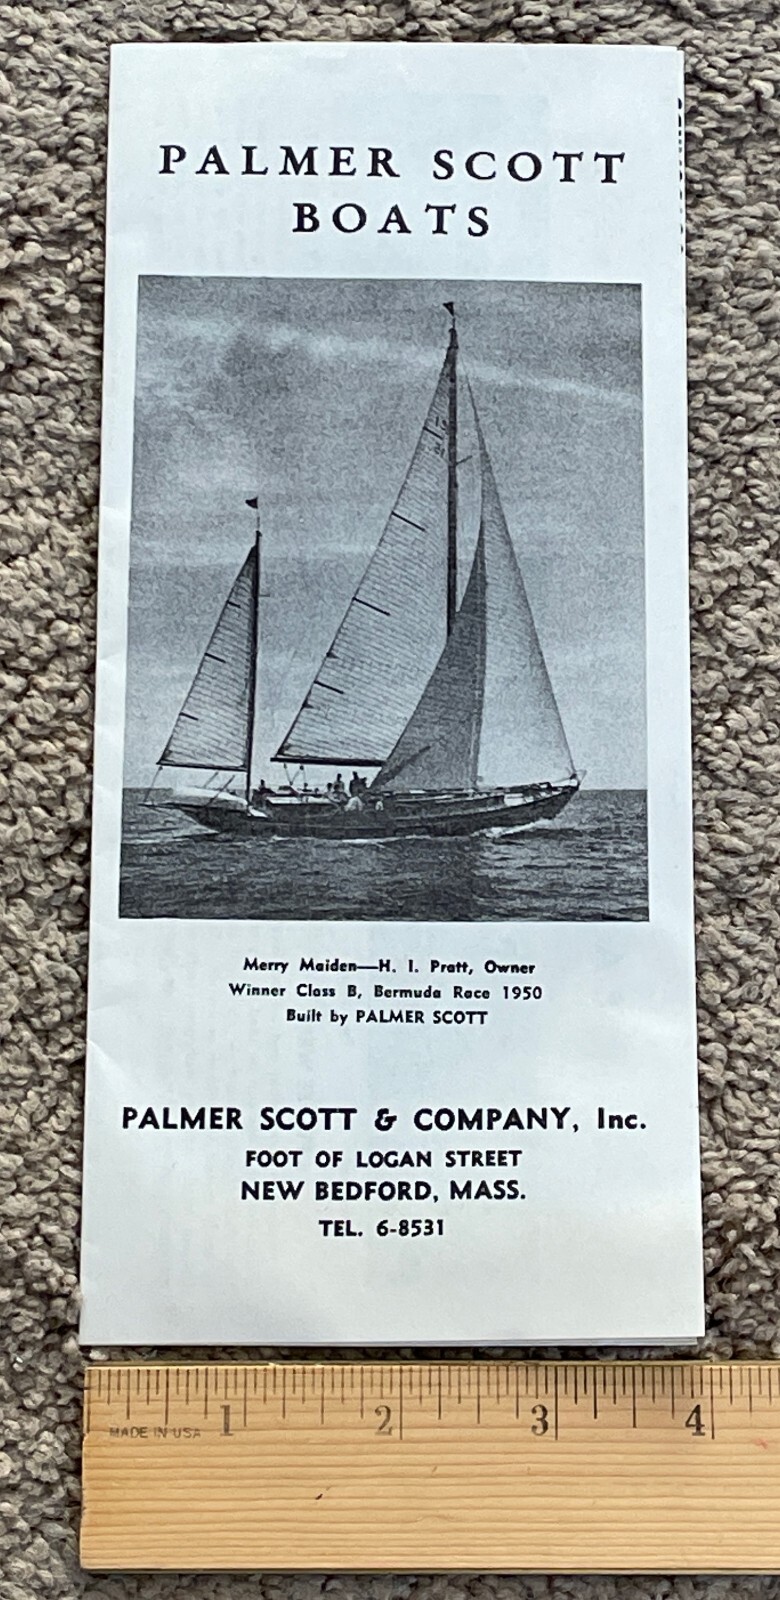 PALMER SCOTT
BOATS
Merry Maiden—H. I. Pratt, Owner
Winner Class B, Bermuda Race 1950
Built by PALMER SCOTT
PALMER SCOTT & COMPANY, Inc.
FOOT OF LOGAN STREET
NEW BEDFORD, MASS.
TEL. 6-8531
1 2 3 4
MADE IN USA